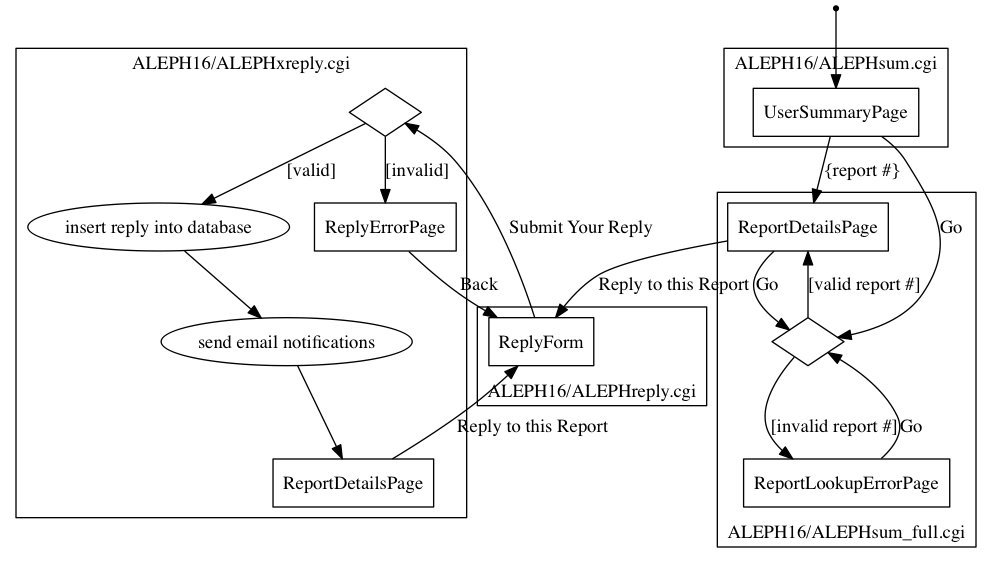 ALEPH16/ALEPHxreply.cgi
ALEPH16/ALEPHsum.cgi
UserSummaryPage
[valid]
[invalid]
{report #}
insert reply into database
ReplyErrorPage
Submit Your Reply
ReportDetailsPage
Go
Back
Reply to this Report
Go
[valid report #]
send email notifications
ReplyForm
ALEPH16/ALEPHreply.cgi
Reply to this Report
[invalid report #]
Go
ReportDetailsPage
ReportLookupErrorPage
ALEPH16/ALEPHsum_full.cgi